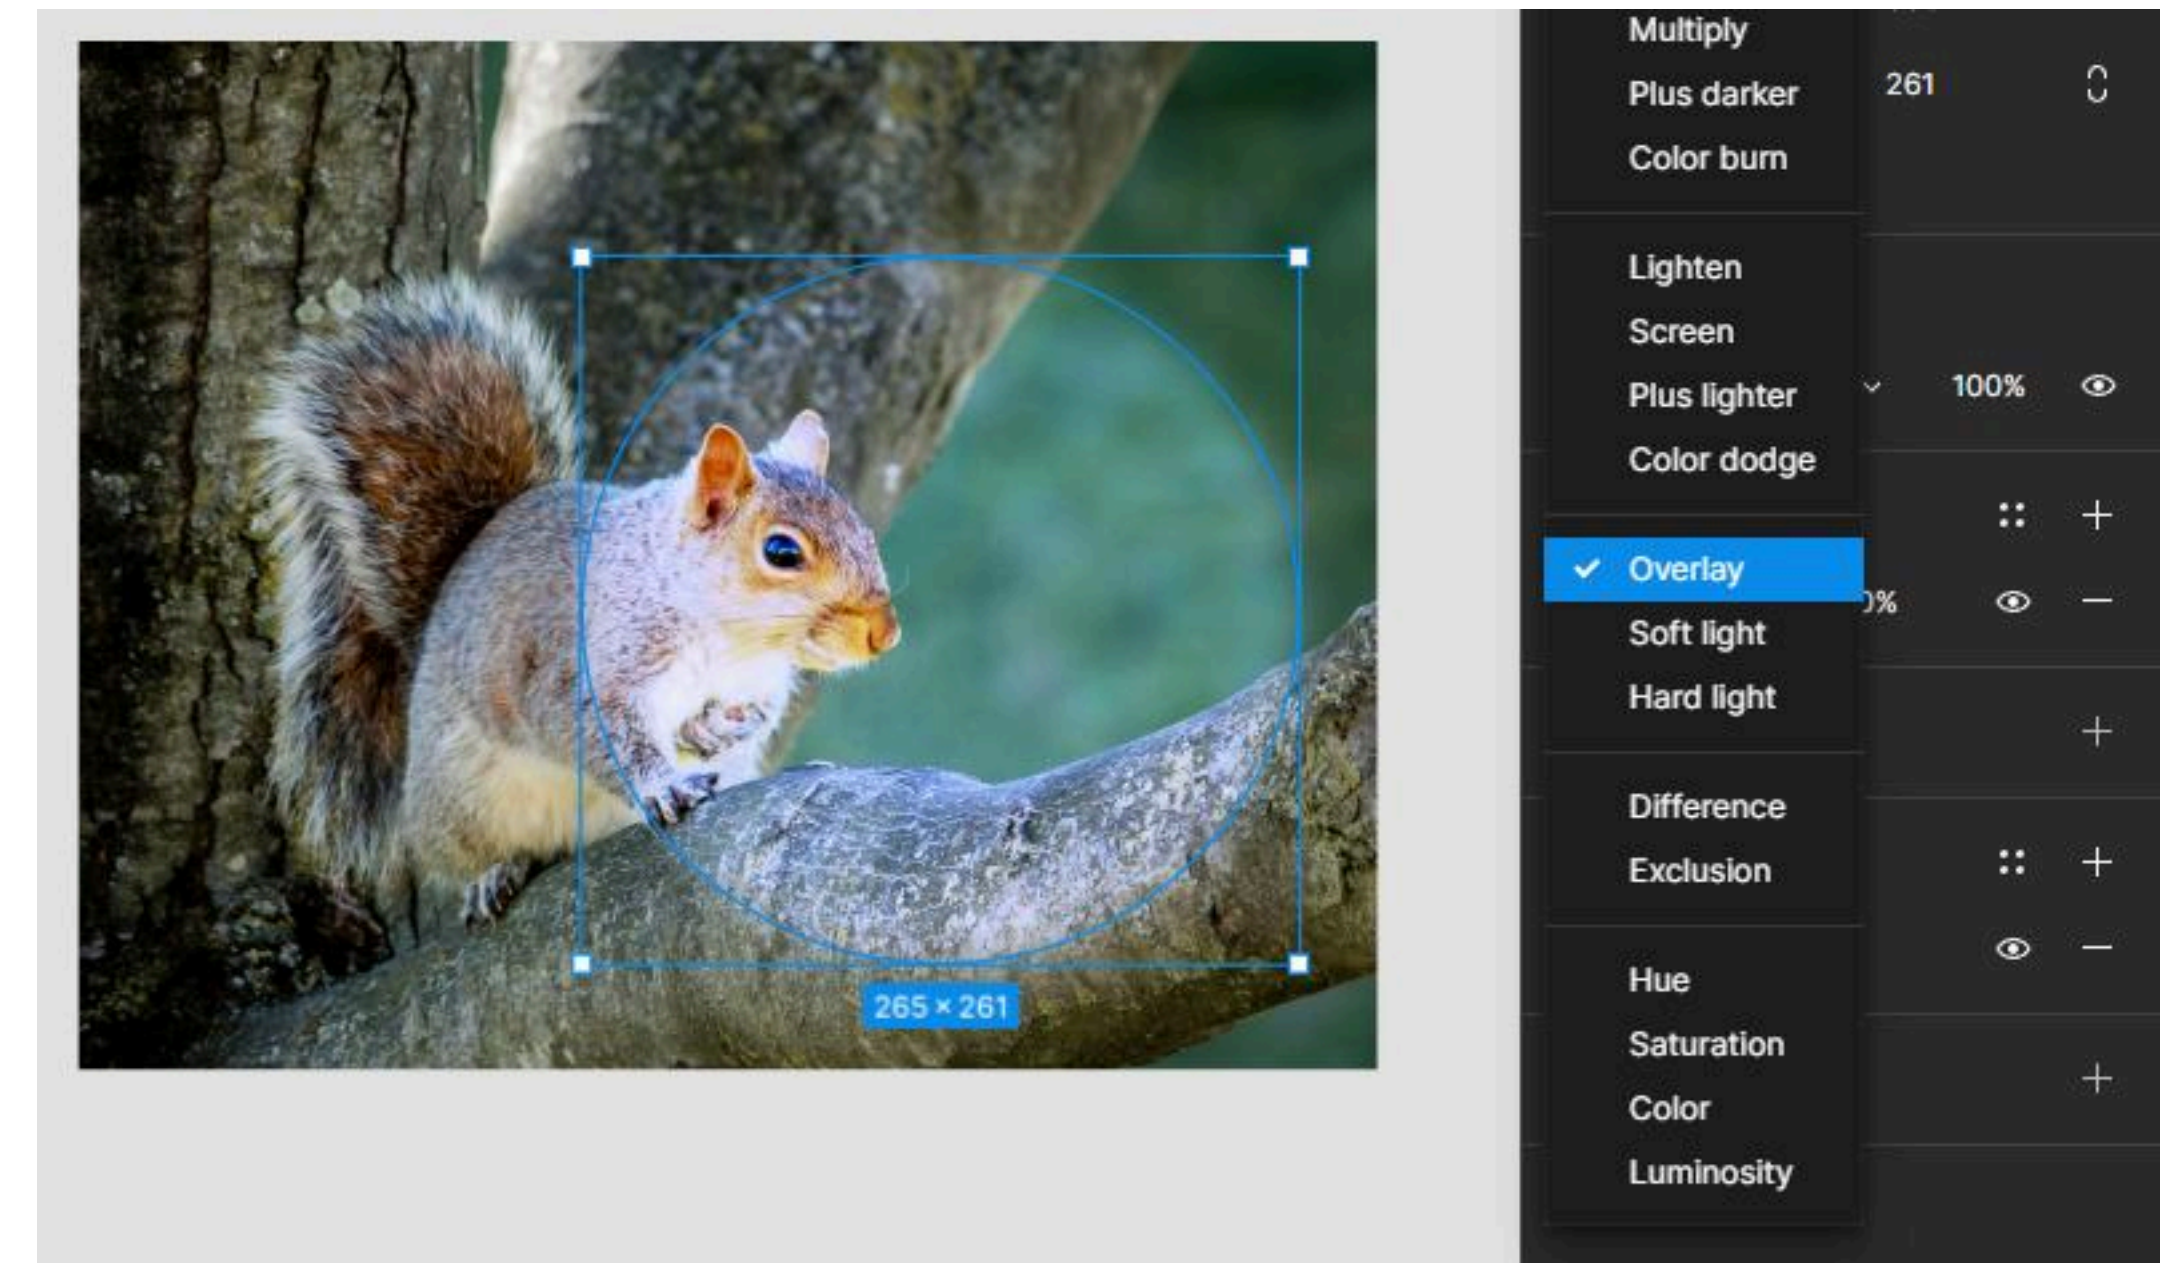 Multiply
Plus darker
Color burn
Lighten
Screen
Plus lighter
Color dodge
Overlay
Soft light
Hard light
Difference
Exclusion
Hue
Saturation
Color
Luminosity
261
100%
0%
265 × 261